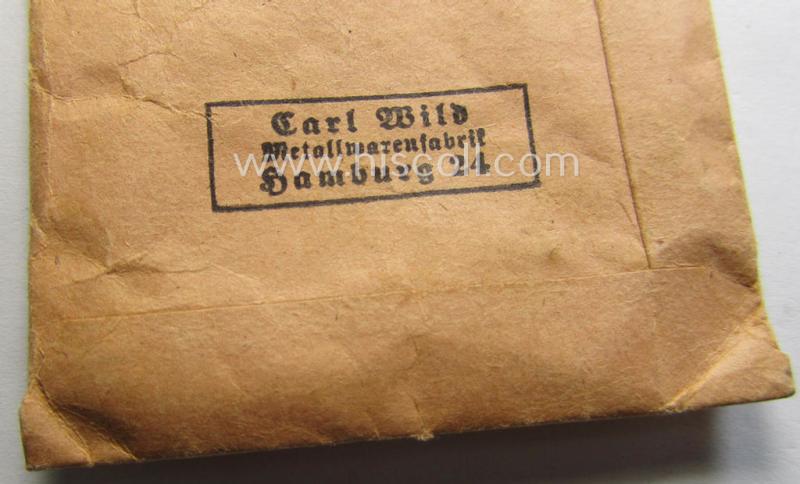 Carl Wild
Metallwarenfabrik
www.hiscoll.com
Hamburg 24